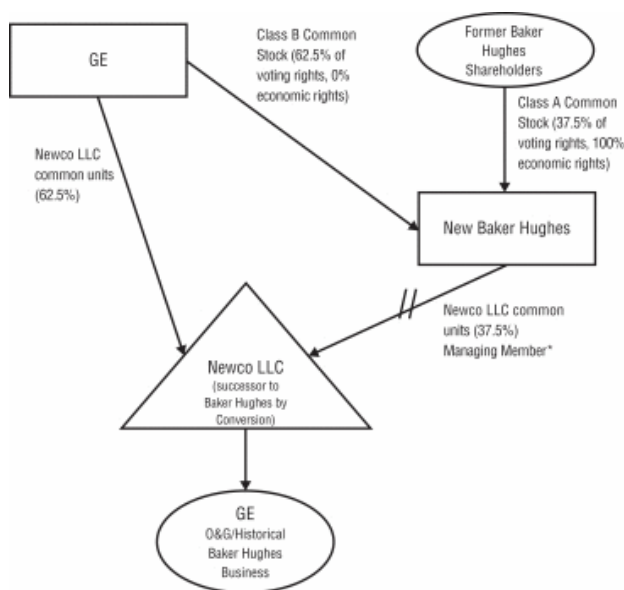 GE
Class B Common
Stock (62.5% of
voting rights, 0%
economic rights)
Former Baker
Hughes
Shareholders
Class A Common
Stock (37.5% of
voting rights, 100%
economic rights)
Newco LLC
common units
(62.5%)
New Baker Hughes
Newco LLC common
units (37.5%)
Managing Member*
Newco LLC
(successor to
Baker Hughes by
Conversion)
GE
O&G/Historical
Baker Hughes
Business